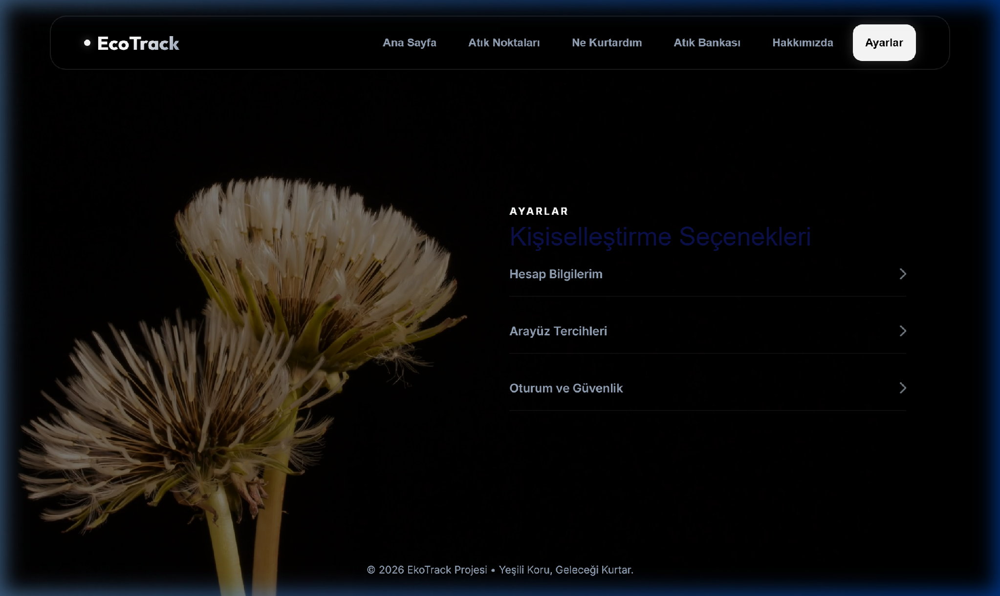 EcoTrack
Ana Sayfa
Atık Noktaları
Ne Kurtardım
Atık Bankası
Hakkımızda
Ayarlar
AYARLAR
Kişiselleştirme Seçenekleri
Hesap Bilgilerim
Arayüz Tercihleri
Oturum ve Güvenlik
© 2026 EkoTrack Projesi • Yeşili Koru, Geleceği Kurtar.